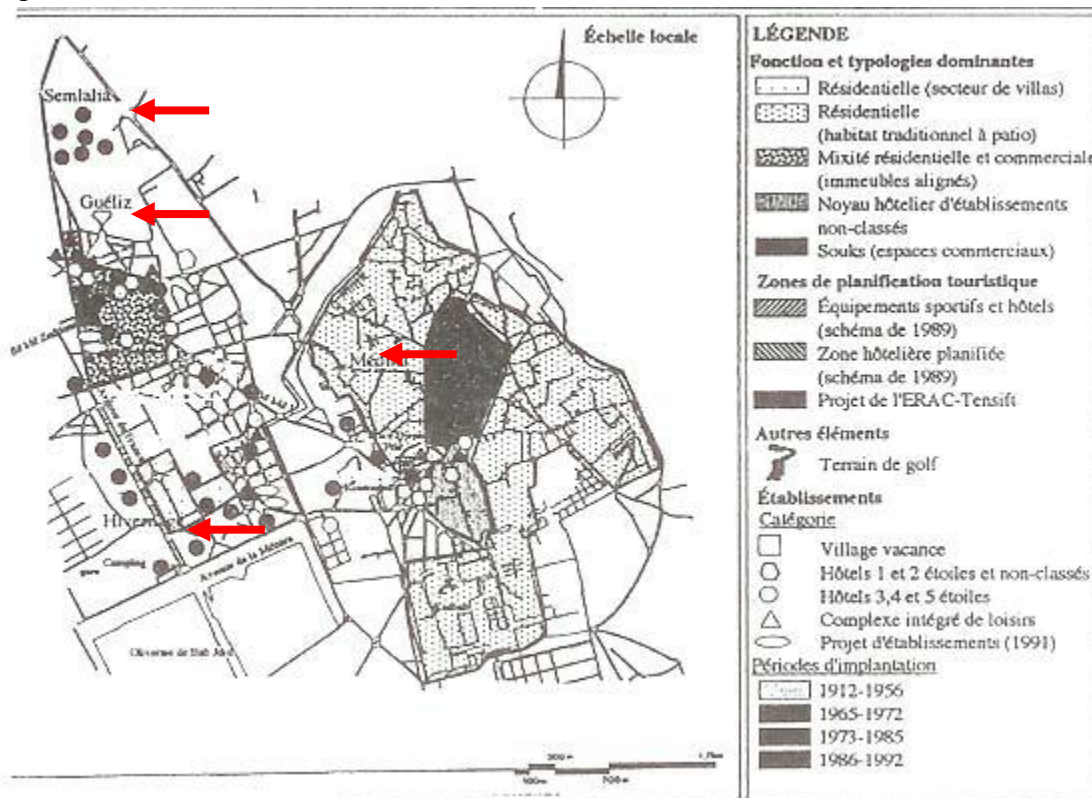 Échelle locale
Semlalia
Guéliz
Médina
Hivernage
Camping
gare
Avenue de la Ménara
Oliveraie de Bab Jdid
LÉGENDE
Fonction et typologies dominantes
Résidentielle (secteur de villas)
Résidentielle
(habitat traditionnel à patio)
Mixité résidentielle et commerciale
(immeubles alignés)
Noyau hôtelier d'établissements
non-classés
Souks (espaces commerciaux)
Zones de planification touristique
Équipements sportifs et hôtels
(schéma de 1989)
Zone hôtelière planifiée
(schéma de 1989)
Projet de l'ERAC-Tensift
Autres éléments
Terrain de golf
Établissements
Catégorie
Village vacance
Hôtels 1 et 2 étoiles et non-classés
Hôtels 3,4 et 5 étoiles
Complexe intégré de loisirs
Projet d'établissements (1991)
Périodes d'implantation
1912-1956
1965-1972
1973-1985
1986-1992